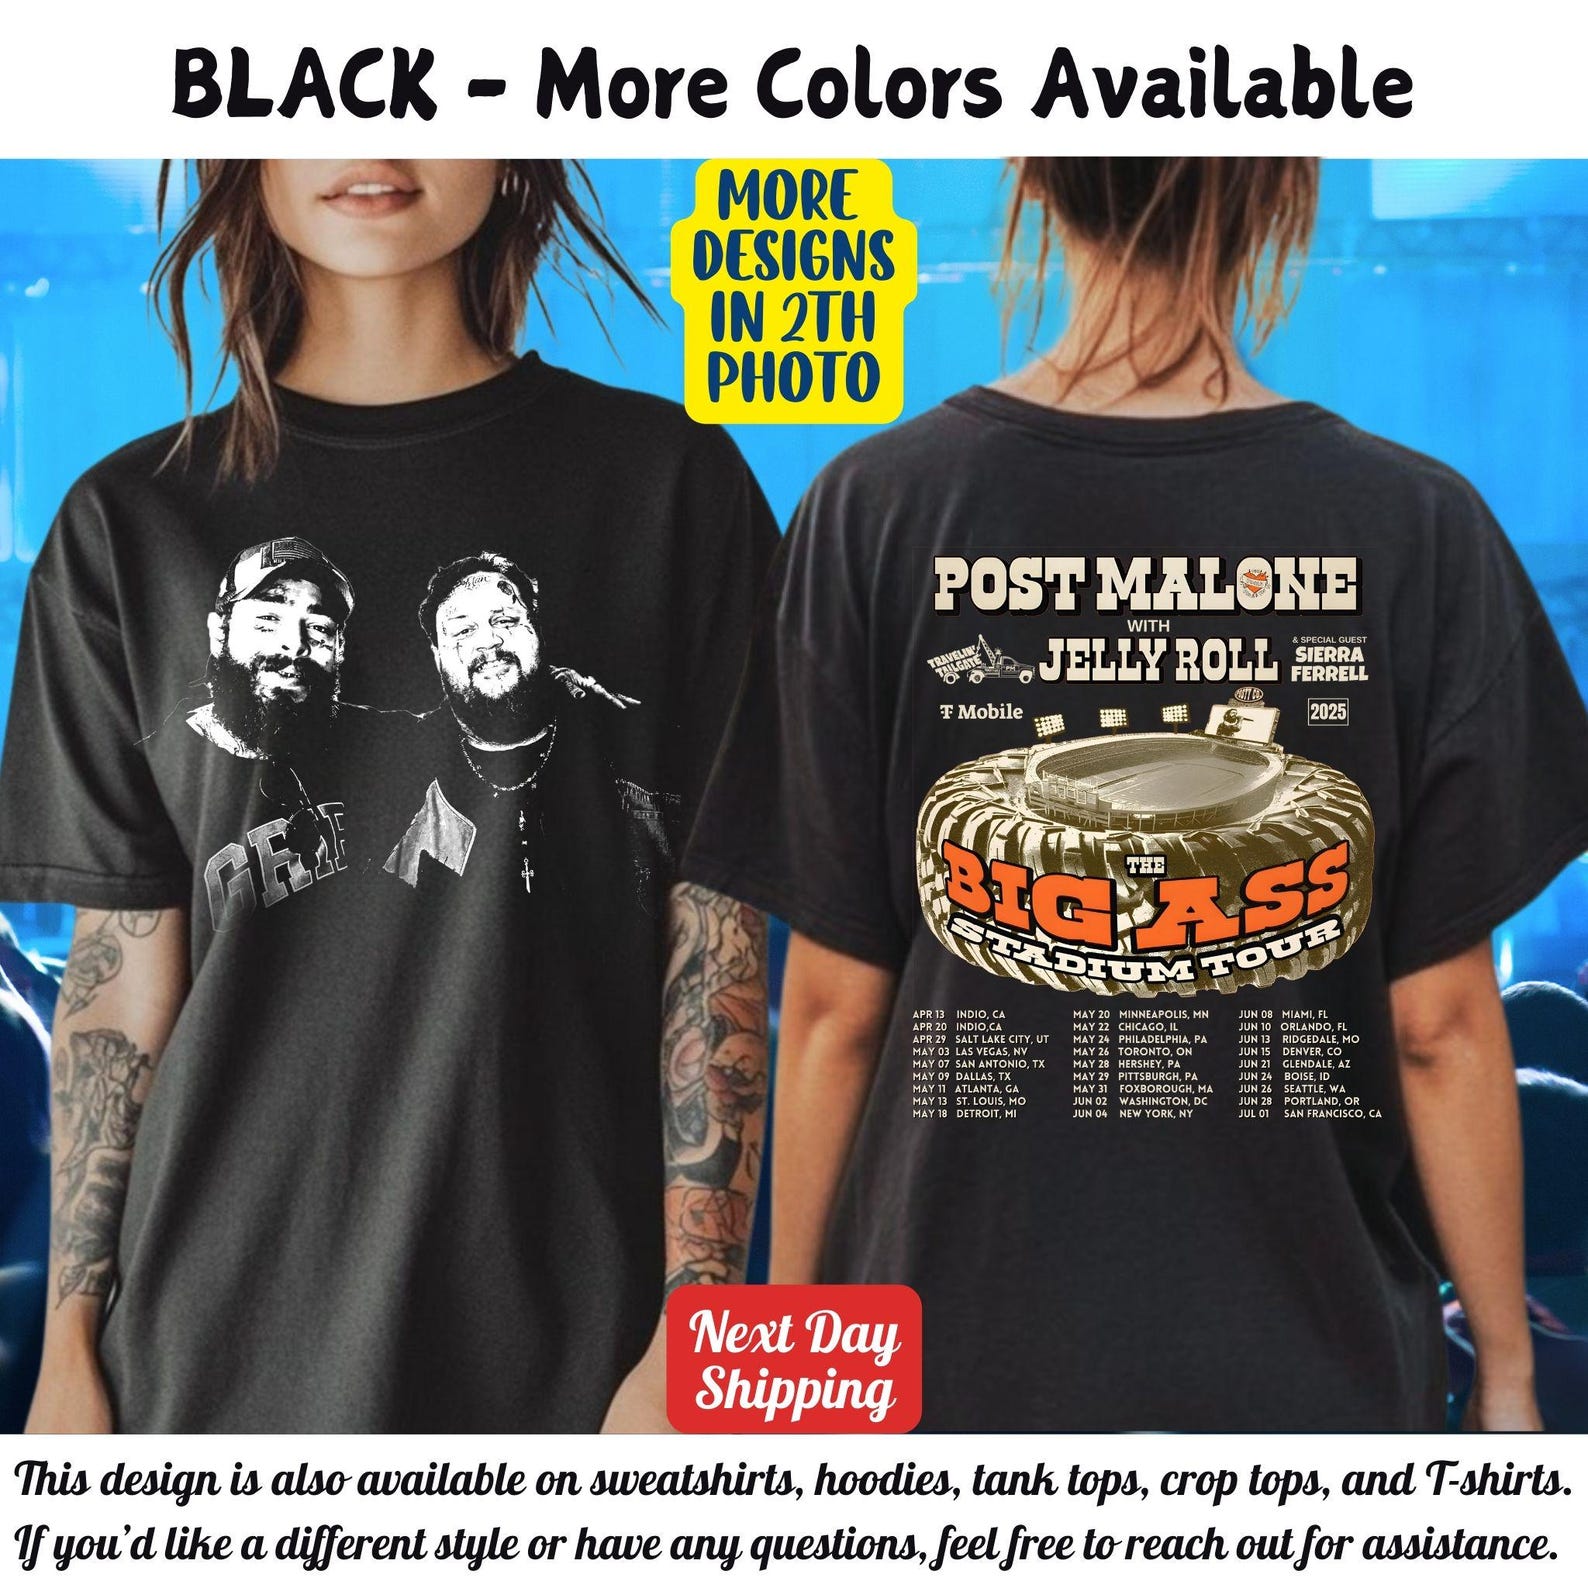 BLACK - More Colors Available
MORE
DESIGNS
IN 2TH
PHOTO
POST MALONE
WITH
TRAVELIN'
TAILGATE
JELLY ROLL
& SPECIAL GUEST
SIERRA
FERRELL
T Mobile
POSTY CO.
2025
THE
BIG ASS
STADIUM TOUR
APR 13 INDIO, CA
APR 20 INDIO,CA
APR 29 SALT LAKE CITY, UT
MAY 03 LAS VEGAS, NV
MAY 07 SAN ANTONIO, TX
MAY 09 DALLAS, TX
MAY 11 ATLANTA, GA
MAY 13 ST. LOUIS, MO
MAY 18 DETROIT, MI
MAY 20 MINNEAPOLIS, MN
MAY 22 CHICAGO, IL
MAY 24 PHILADELPHIA, PA
MAY 26 TORONTO, ON
MAY 28 HERSHEY, PA
MAY 29 PITTSBURGH, PA
MAY 31 FOXBOROUGH, MA
JUN 02 WASHINGTON, DC
JUN 04 NEW YORK, NY
JUN 08 MIAMI, FL
JUN 10 ORLANDO, FL
JUN 13 RIDGEDALE, MO
JUN 15 DENVER, CO
JUN 21 GLENDALE, AZ
JUN 24 BOISE, ID
JUN 26 SEATTLE, WA
JUN 28 PORTLAND, OR
JUL 01 SAN FRANCISCO, CA
Next Day
Shipping
This design is also available on sweatshirts, hoodies, tank tops, crop tops, and T-shirts.
If you'd like a different style or have any questions, feel free to reach out for assistance.